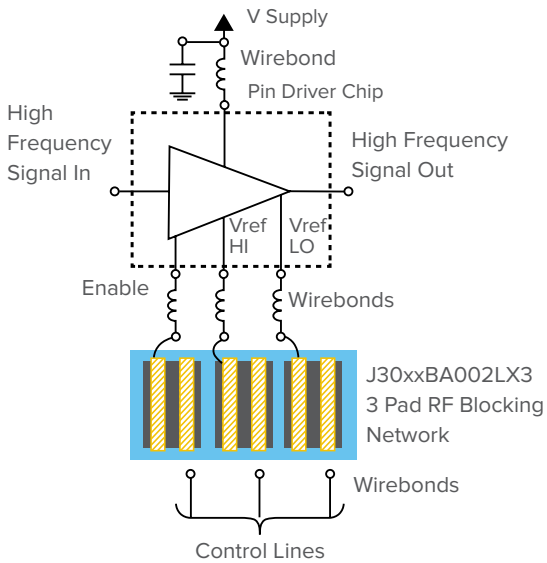 V Supply
Wirebond
Pin Driver Chip
High
Frequency
Signal In
High Frequency
Signal Out
Vref
HI
Vref
LO
Enable
Wirebonds
J30xxBA002LX3
3 Pad RF Blocking
Network
Wirebonds
Control Lines